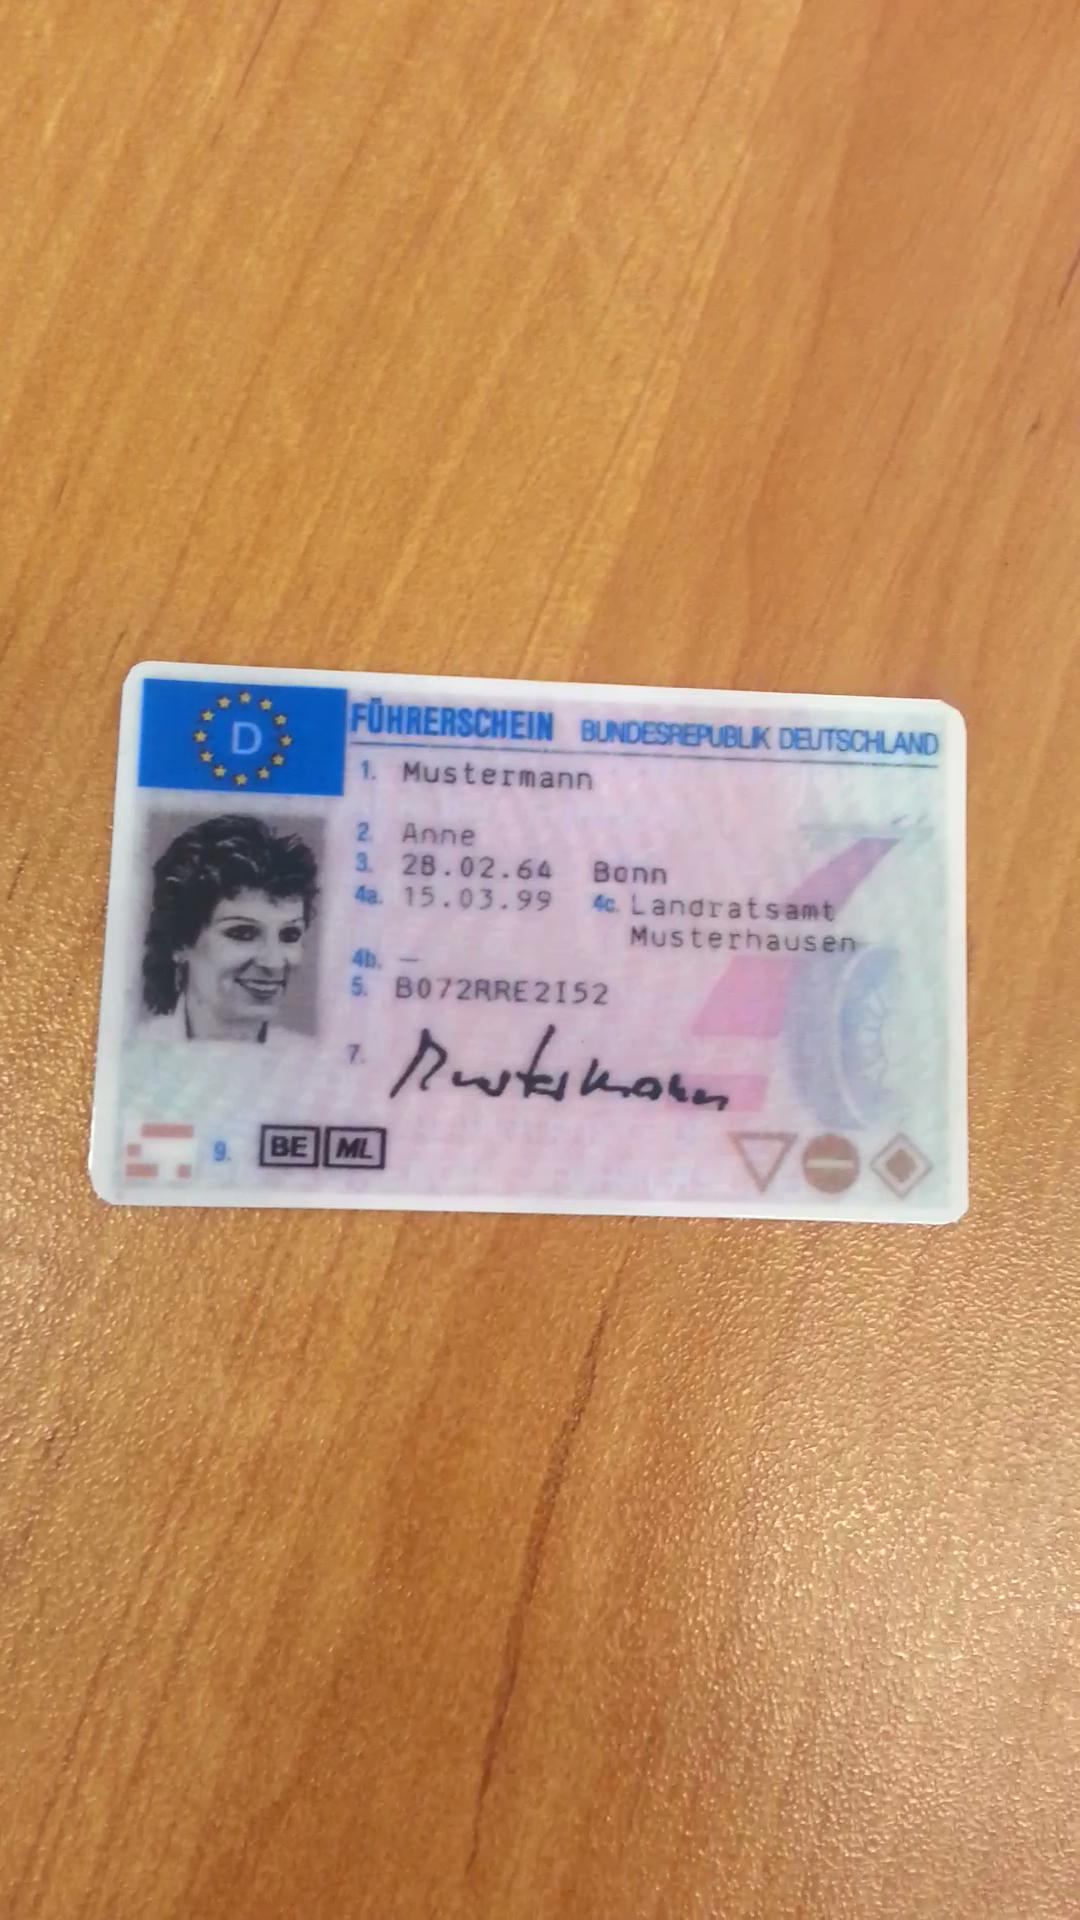 D
FÜHRERSCHEIN BUNDESREPUBLIK DEUTSCHLAND
1. Mustermann
2. Anne
3. 28.02.64 Bonn
4a. 15.03.99 4c. Landratsamt
Musterhausen
4b. —
5. B072RRE2I52
7. Mustermann
9. BE ML